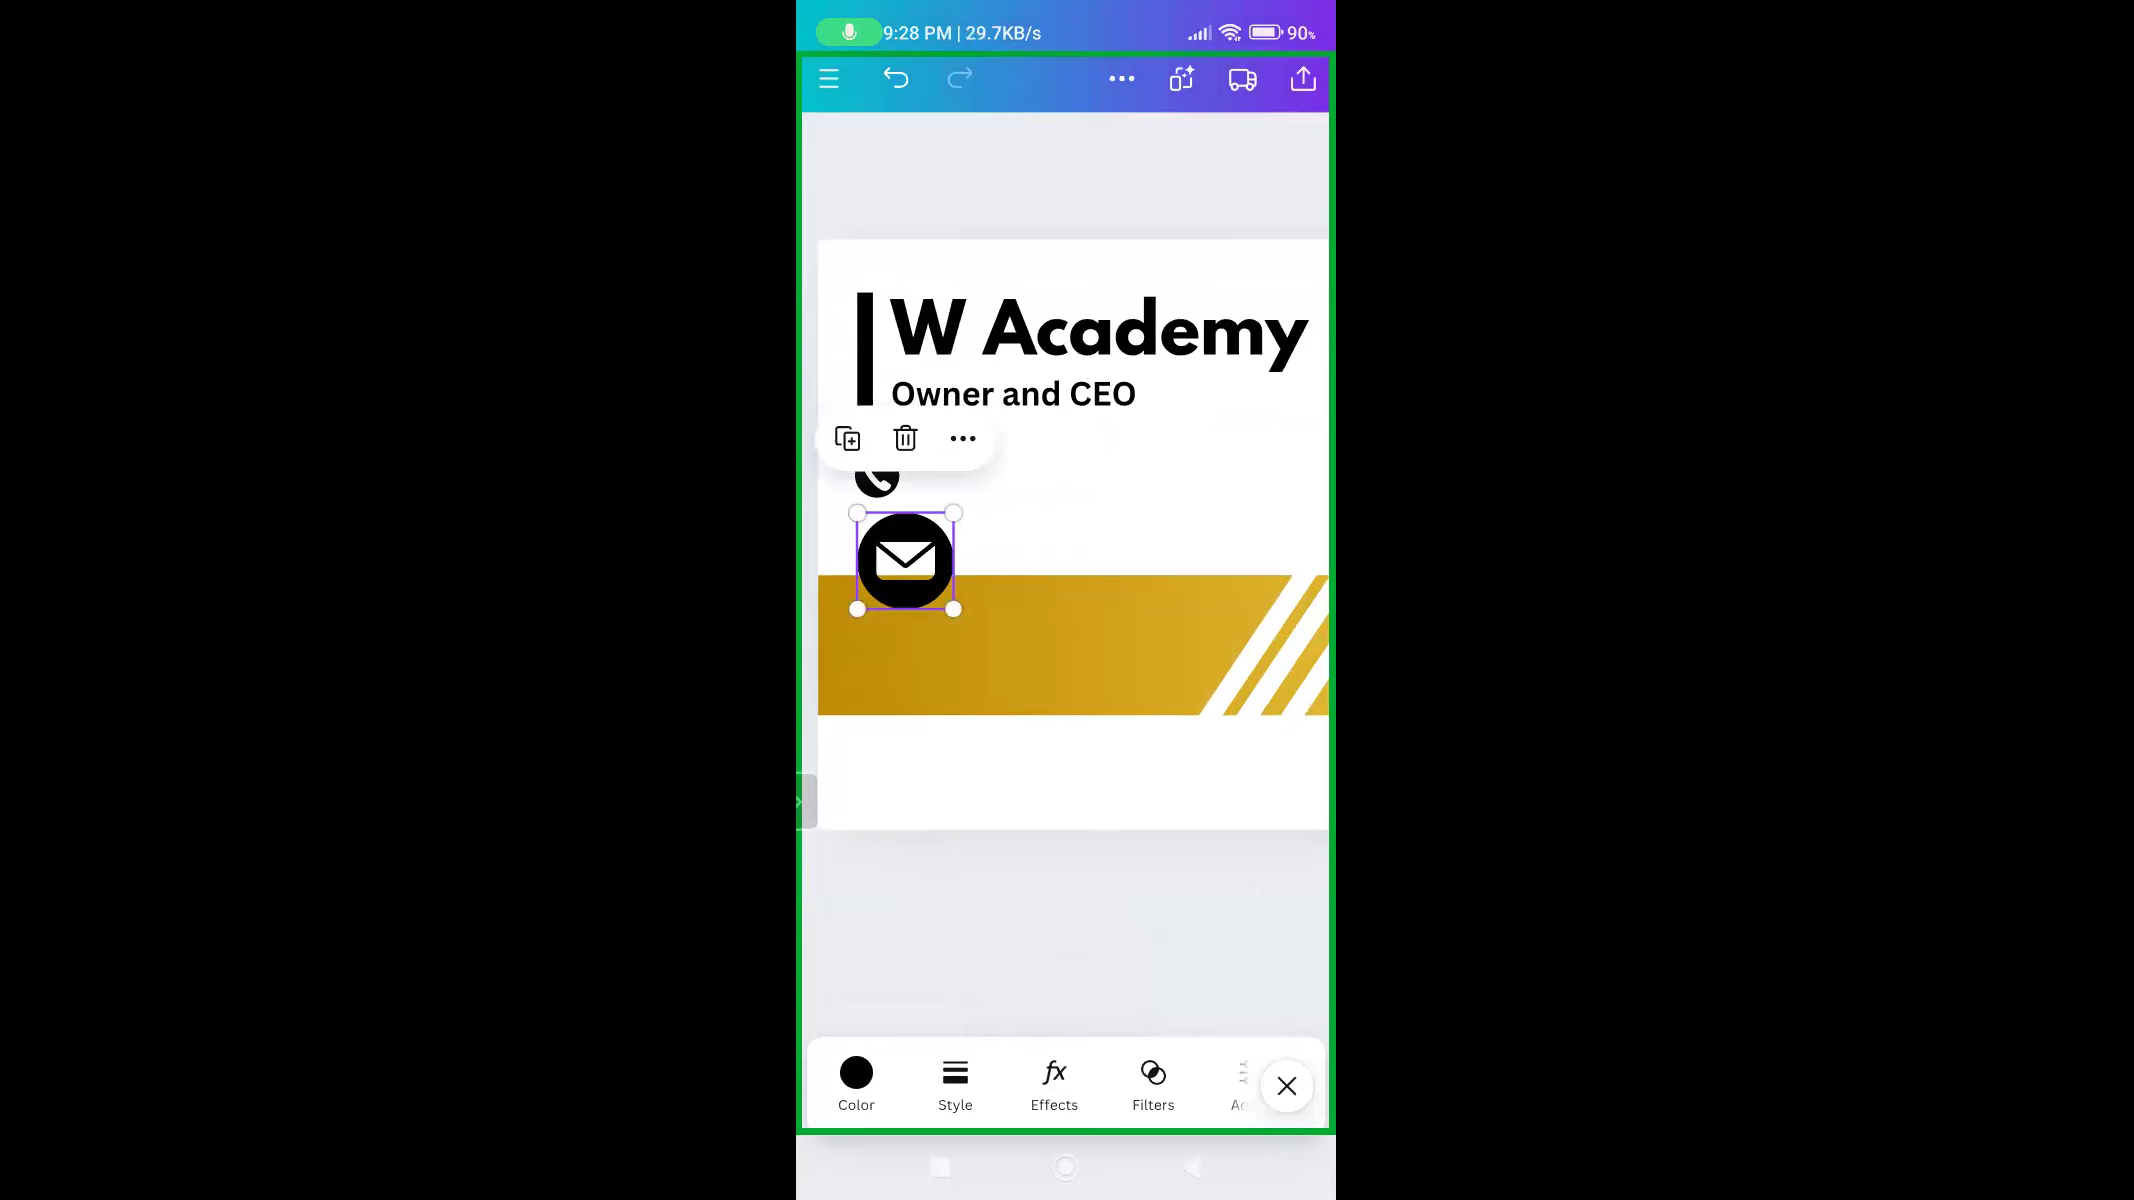 9:28 PM | 29.7KB/s
90%
W Academy
Owner and CEO
Color
Style
Effects
Filters